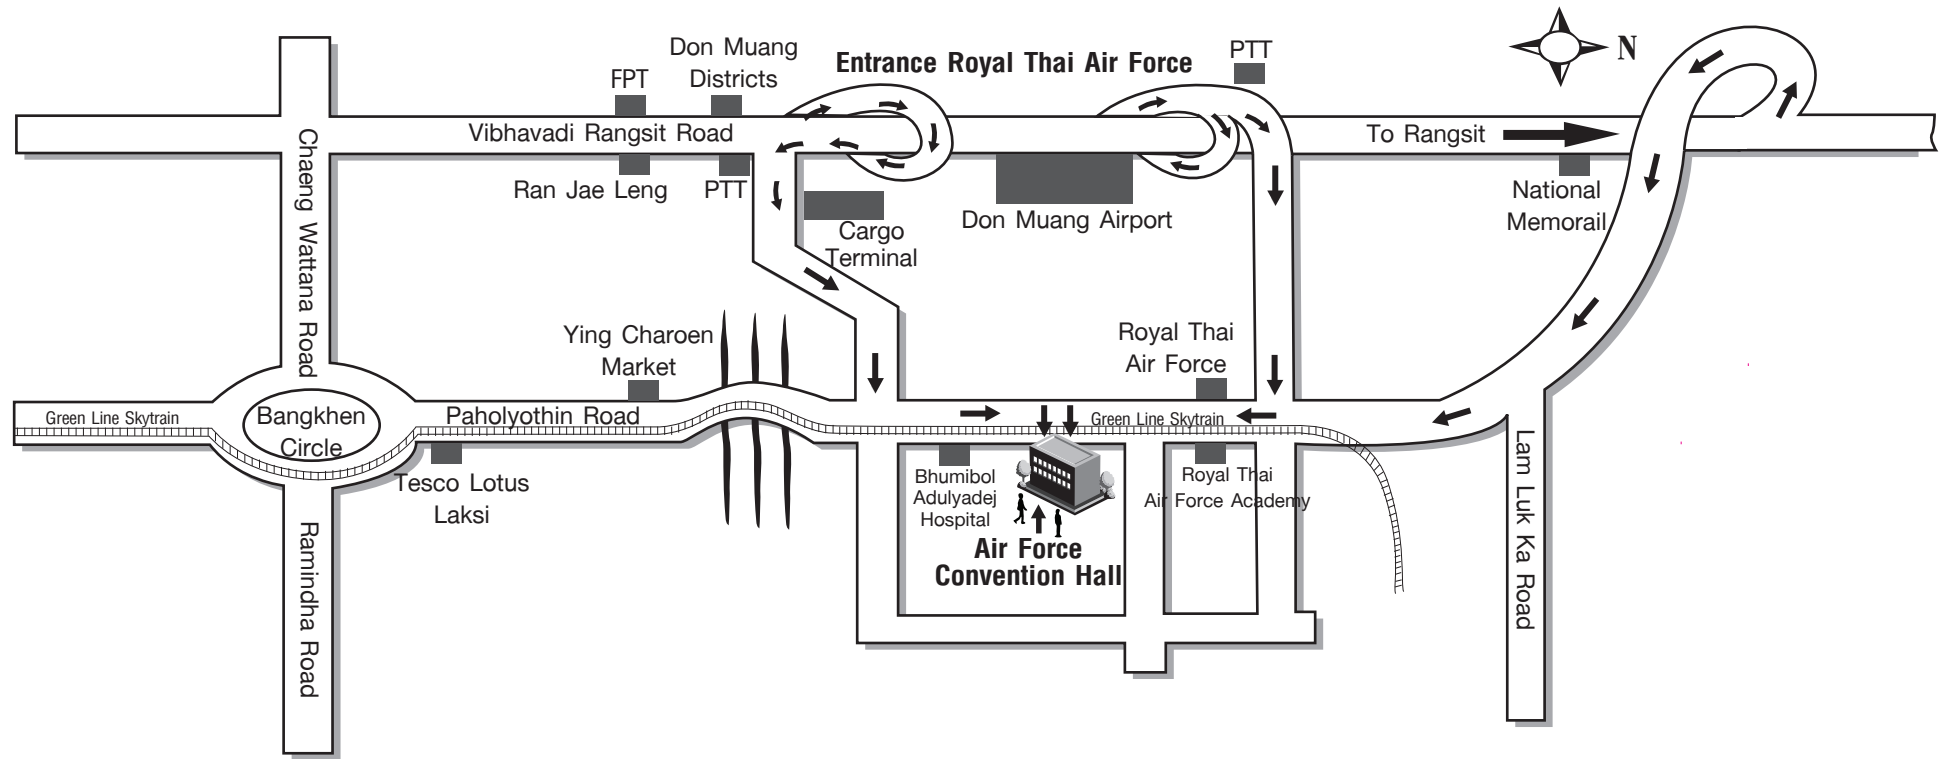 Don Muang
Districts
FPT
Entrance Royal Thai Air Force
PTT
N
Vibhavadi Rangsit Road
To Rangsit
Chaeng Wattana Road
Ran Jae Leng
PTT
Cargo
Terminal
Don Muang Airport
National
Memorail
Ying Charoen
Market
Royal Thai
Air Force
Green Line Skytrain
Bangkhen
Circle
Paholyothin Road
Green Line Skytrain
Tesco Lotus
Laksi
Bhumibol
Adulyadej
Hospital
Royal Thai
Air Force Academy
Air Force
Convention Hall
Ramindha Road
Lam Luk Ka Road